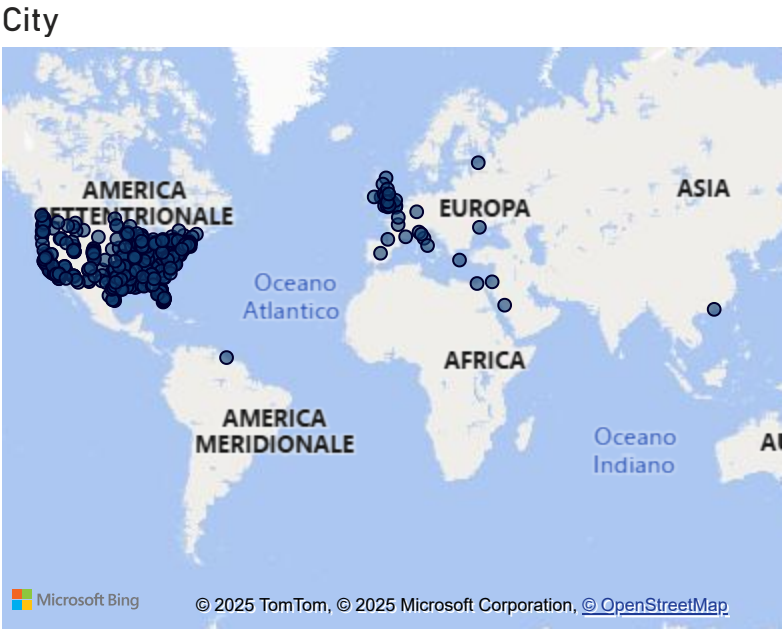 City
AMERICA
SETTENTRIONALE
EUROPA
ASIA
Oceano
Atlantico
AFRICA
AMERICA
MERIDIONALE
Oceano
Indiano
AU
Microsoft Bing
© 2025 TomTom, © 2025 Microsoft Corporation, © OpenStreetMap